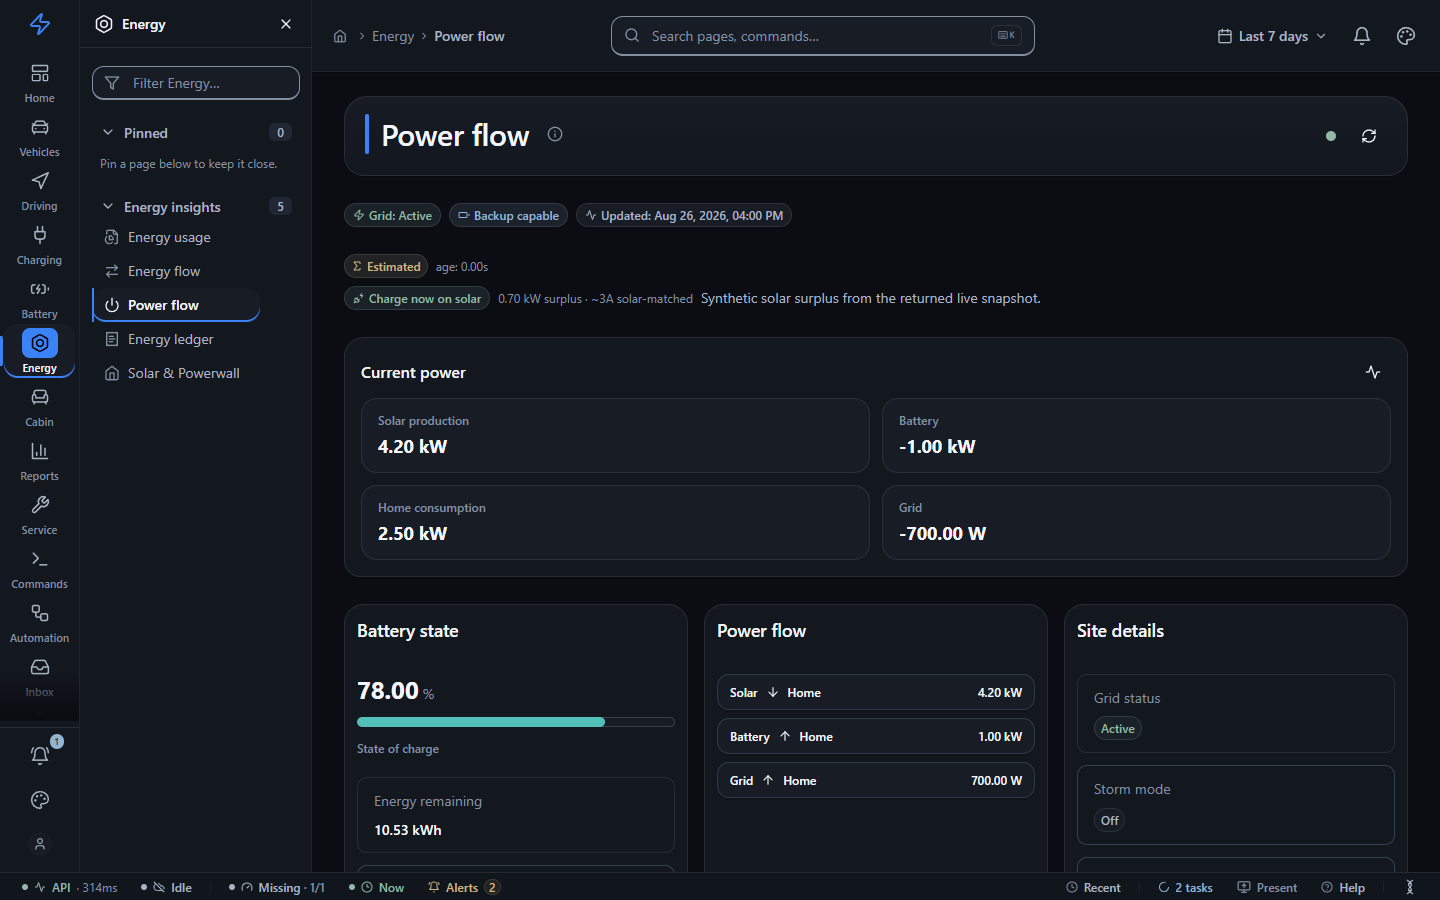 Home
Vehicles
Driving
Charging
Battery
Energy
Cabin
Reports
Service
Commands
Automation
Inbox
1
Energy
Filter Energy...
Pinned 0
Pin a page below to keep it close.
Energy insights 5
Energy usage
Energy flow
Power flow
Energy ledger
Solar & Powerwall
Energy > Power flow
Search pages, commands... K
Last 7 days
Power flow
Grid: Active
Backup capable
Updated: Aug 26, 2026, 04:00 PM
Σ Estimated age: 0.00s
Charge now on solar 0.70 kW surplus · ~3A solar-matched Synthetic solar surplus from the returned live snapshot.
Current power
Solar production
4.20 kW
Battery
-1.00 kW
Home consumption
2.50 kW
Grid
-700.00 W
Battery state
78.00 %
State of charge
Energy remaining
10.53 kWh
Power flow
Solar ↓ Home 4.20 kW
Battery ↑ Home 1.00 kW
Grid ↑ Home 700.00 W
Site details
Grid status
Active
Storm mode
Off
API · 314ms
Idle
Missing · 1/1
Now
Alerts 2
Recent
2 tasks
Present
Help